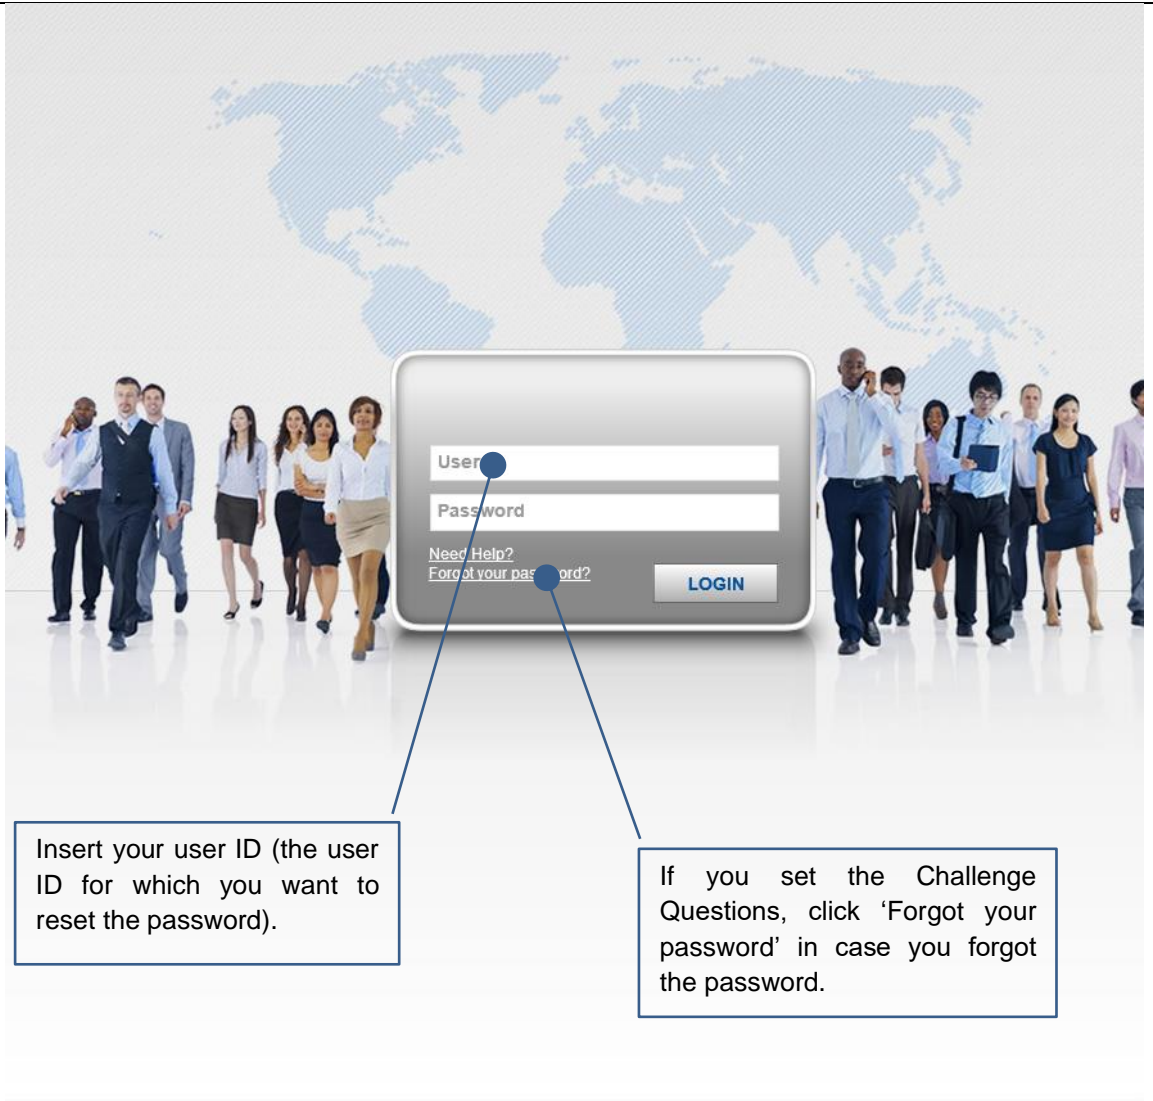 User
Password
Need Help?
Forgot your password?
LOGIN
Insert your user ID (the user
ID for which you want to
reset the password).
If you set the Challenge
Questions, click ‘Forgot your
password’ in case you forgot
the password.